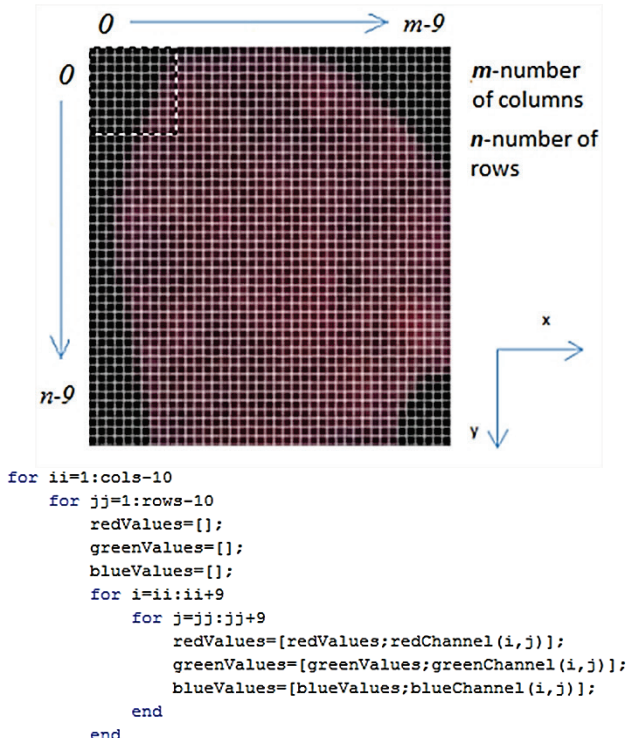 0 m-9
0
m-number
of columns
n-number of
rows
x
n-9
y
for ii=1:cols-10
for jj=1:rows-10
redValues=[];
greenValues=[];
blueValues=[];
for i=ii:ii+9
for j=jj:jj+9
redValues=[redValues;redChannel(i,j)];
greenValues=[greenValues;greenChannel(i,j)];
blueValues=[blueValues;blueChannel(i,j)];
end
end